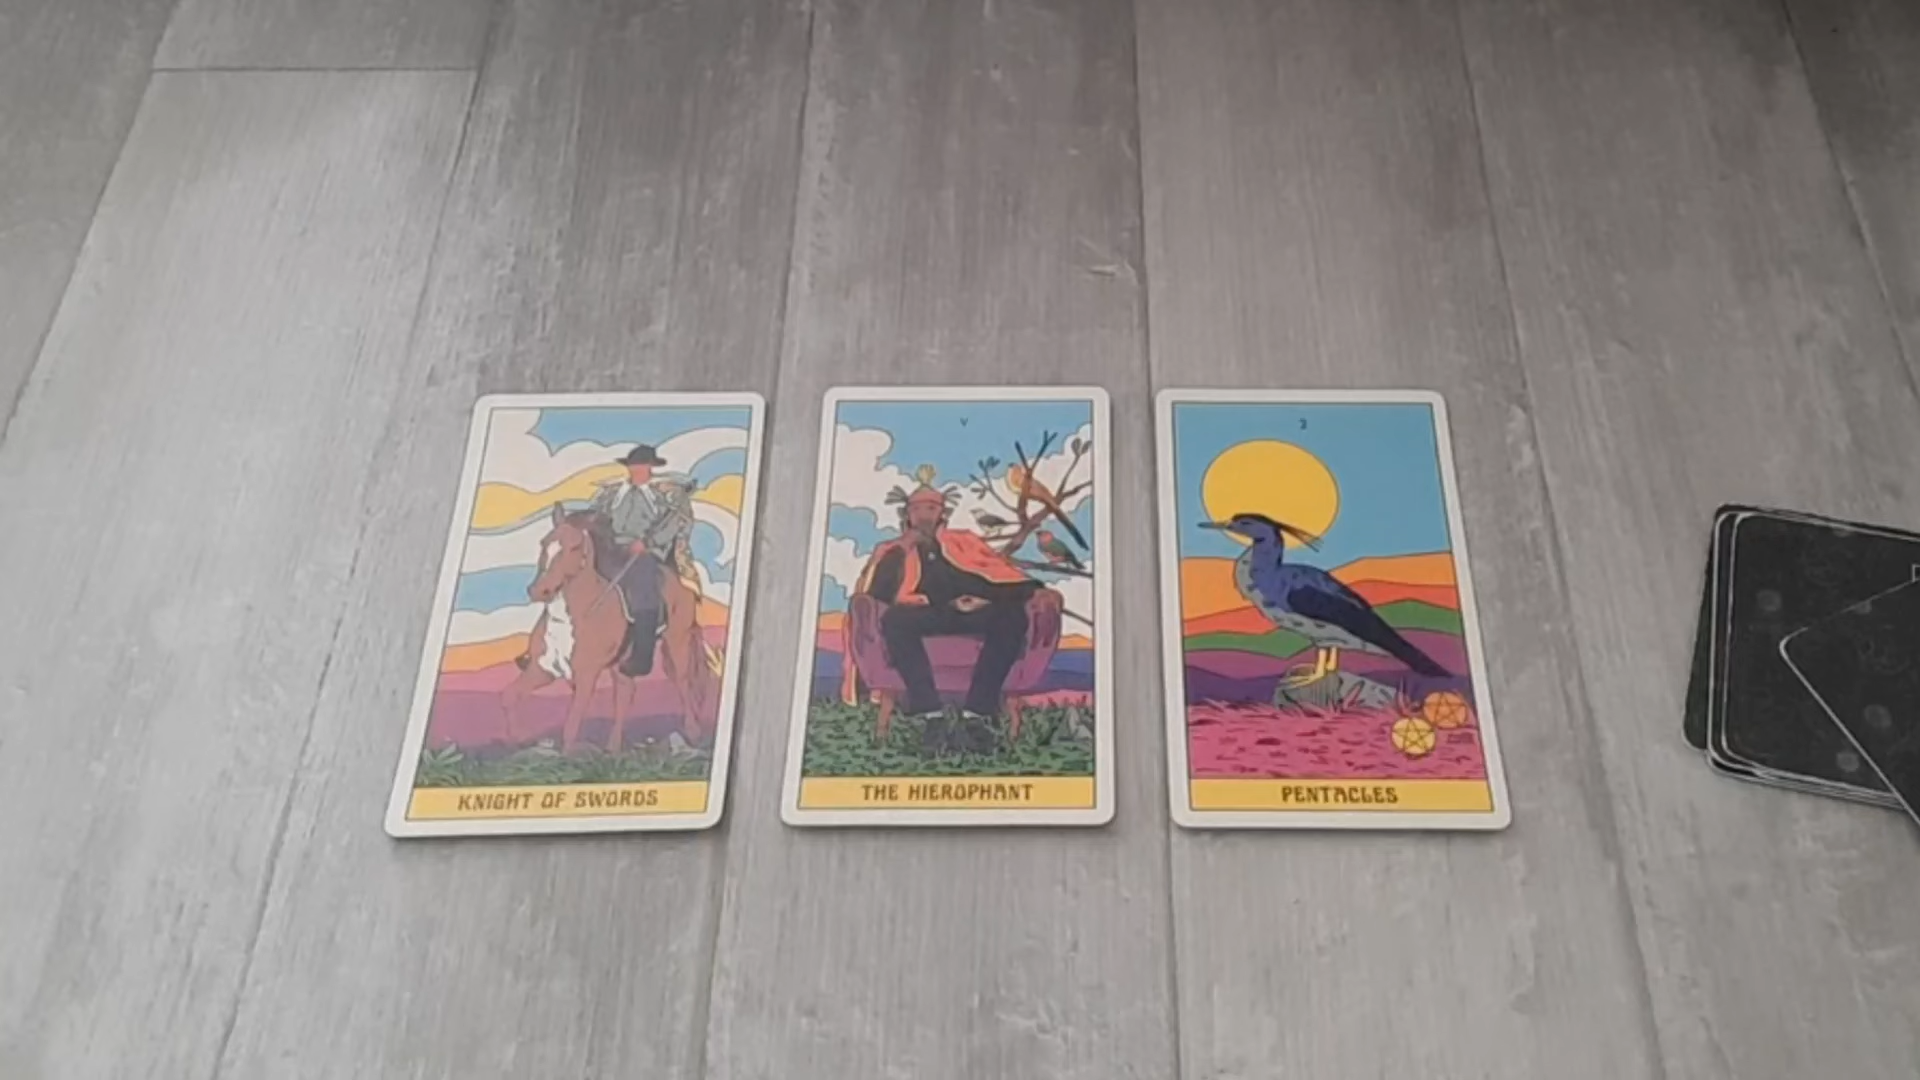 KNIGHT OF SWORDS
V
THE HIEROPHANT
2
PENTACLES